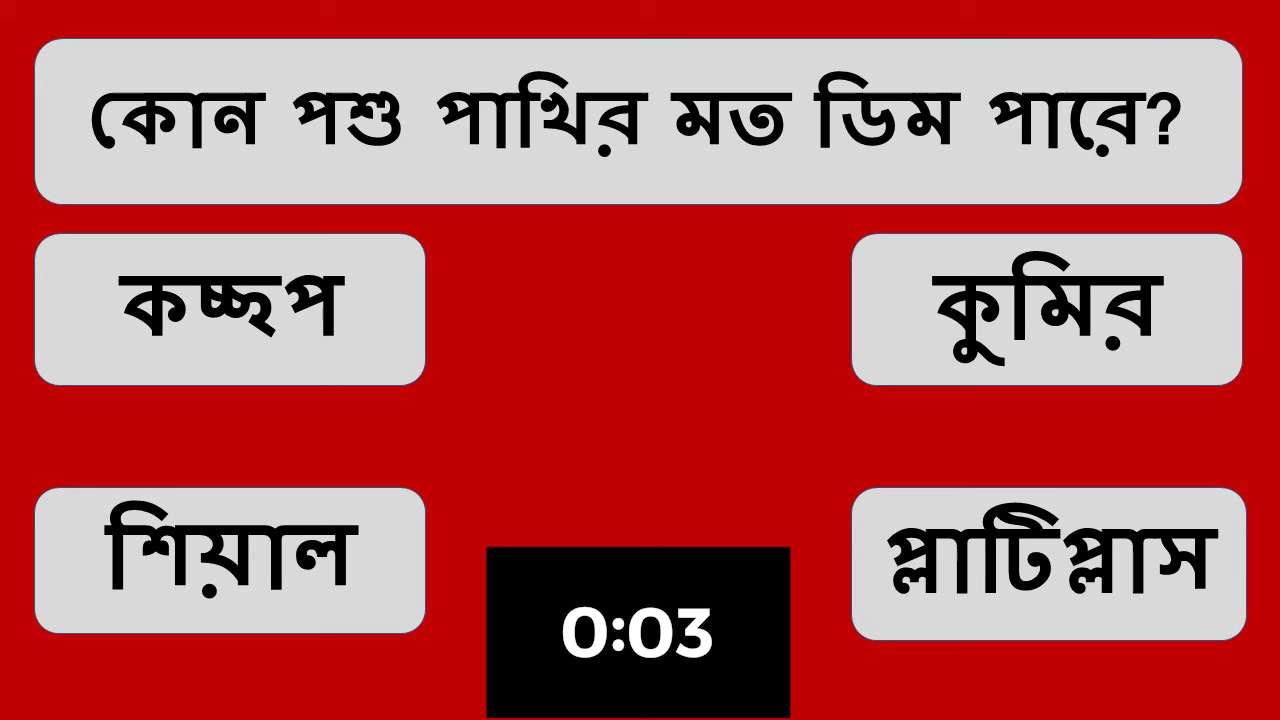 কোন পশু পাখির মত ডিম পারে?
কচ্ছপ
কুমির
শিয়াল
প্লাটিপ্লাস
0:03